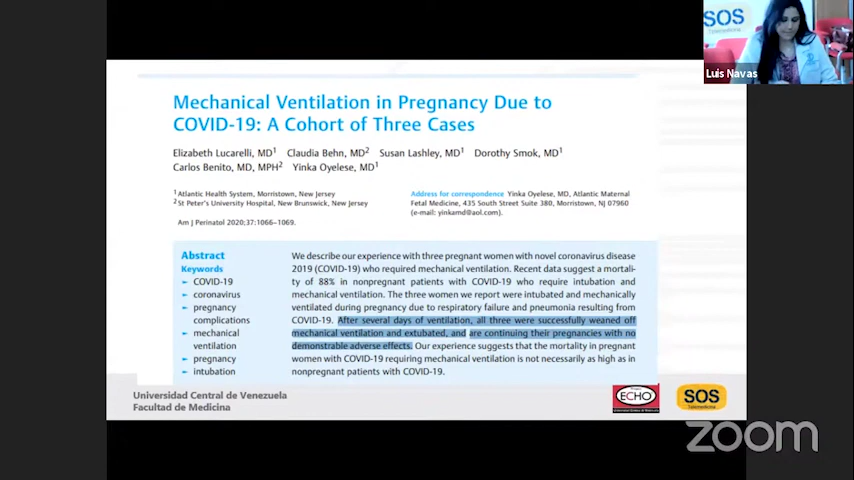 SOS
Luis Navas
Mechanical Ventilation in Pregnancy Due to
COVID-19: A Cohort of Three Cases
Elizabeth Lucarelli, MD1 Claudia Behn, MD2 Susan Lashley, MD1 Dorothy Smok, MD1
Carlos Benito, MD, MPH2 Yinka Oyelese, MD1
1 Atlantic Health System, Morristown, New Jersey
2 St Peter's University Hospital, New Brunswick, New Jersey
Am J Perinatol 2020;37:1066–1069.
Address for correspondence Yinka Oyelese, MD, Atlantic Maternal
Fetal Medicine, 435 South Street Suite 380, Morristown, NJ 07960
(e-mail: yinkamd@aol.com).
Abstract
Keywords
► COVID-19
► coronavirus
► pregnancy
complications
► mechanical
ventilation
► pregnancy
► intubation
We describe our experience with three pregnant women with novel coronavirus disease
2019 (COVID-19) who required mechanical ventilation. Recent data suggest a mortali-
ty of 88% in nonpregnant patients with COVID-19 who require intubation and
mechanical ventilation. The three women we report were intubated and mechanically
ventilated during pregnancy due to respiratory failure and pneumonia resulting from
COVID-19. After several days of ventilation, all three were successfully weaned off
mechanical ventilation and extubated, and are continuing their pregnancies with no
demonstrable adverse effects. Our experience suggests that the mortality in pregnant
women with COVID-19 requiring mechanical ventilation is not necessarily as high as in
nonpregnant patients with COVID-19.
Universidad Central de Venezuela
Facultad de Medicina
ECHO
SOS
Telemedicina
zoom